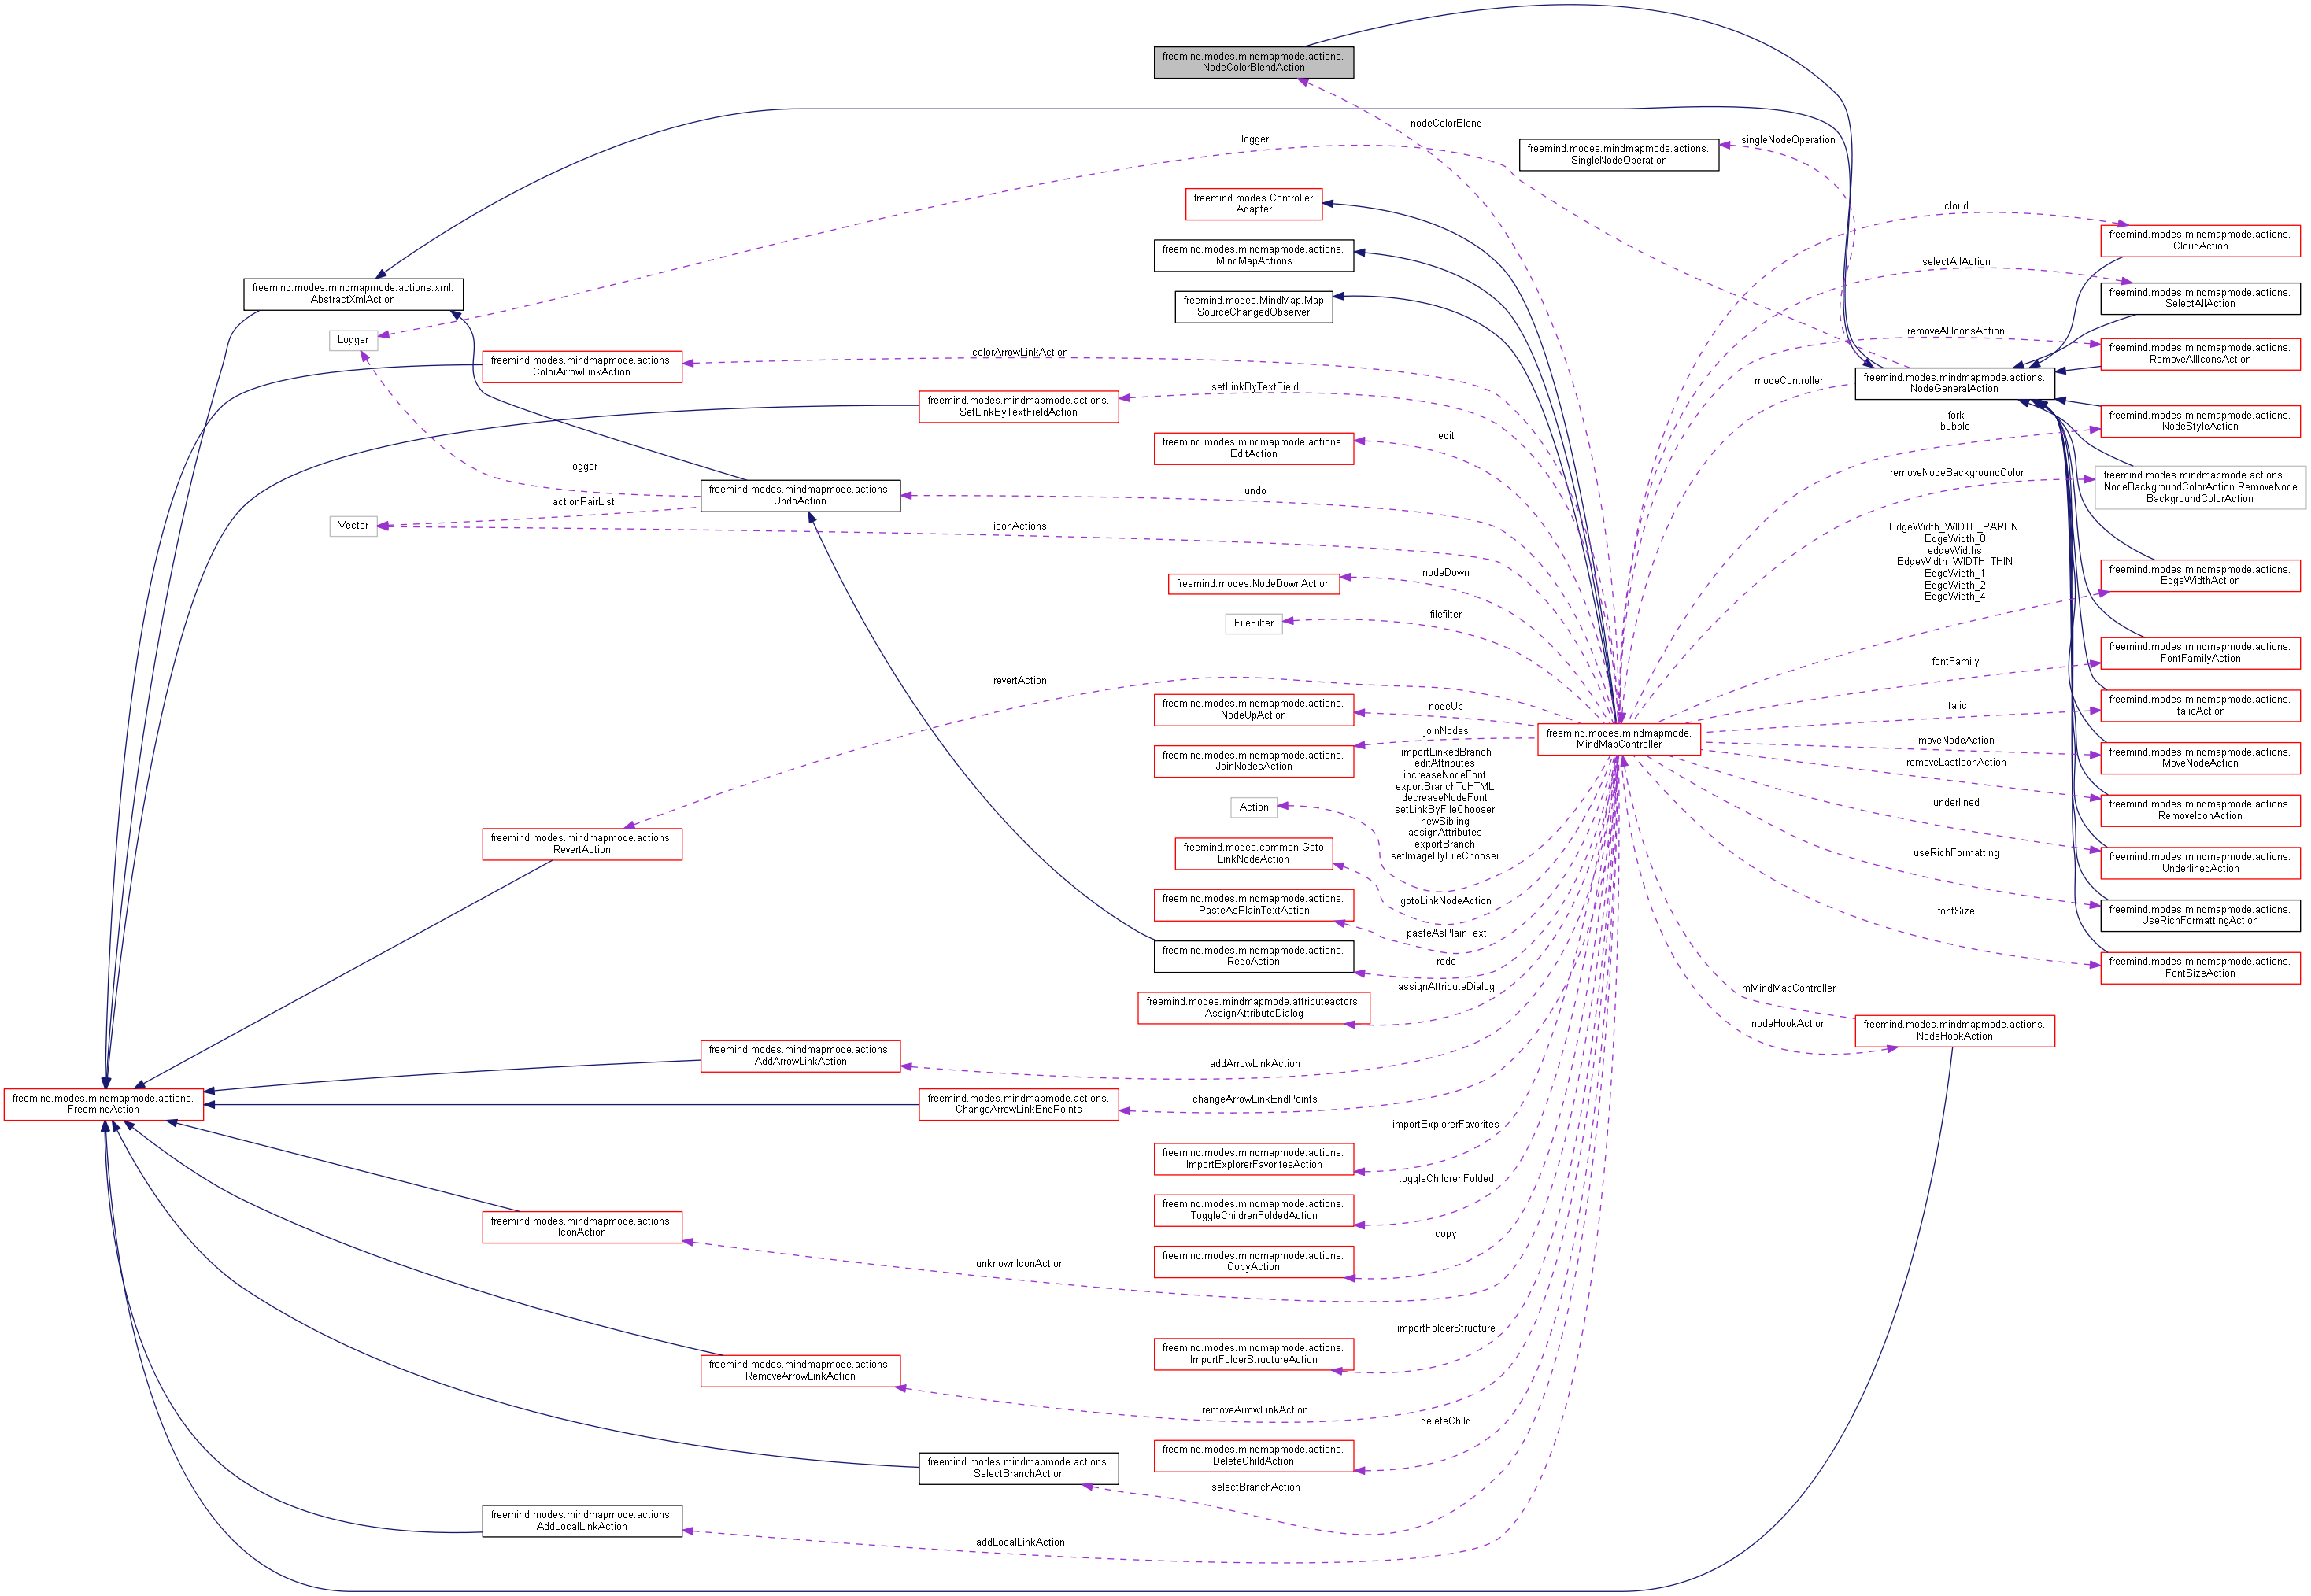 freemind.modes.mindmapmode.actions.
NodeColorBlendAction
nodeColorBlend
logger
freemind.modes.mindmapmode.actions.
SingleNodeOperation
singleNodeOperation
freemind.modes.Controller
Adapter
cloud
freemind.modes.mindmapmode.actions.
CloudAction
freemind.modes.mindmapmode.actions.
MindMapActions
selectAllAction
freemind.modes.mindmapmode.actions.xml.
AbstractXmlAction
freemind.modes.MindMap.Map
SourceChangedObserver
freemind.modes.mindmapmode.actions.
SelectAllAction
Logger
removeAllIconsAction
freemind.modes.mindmapmode.actions.
RemoveAllIconsAction
freemind.modes.mindmapmode.actions.
ColorArrowLinkAction
colorArrowLinkAction
modeController
freemind.modes.mindmapmode.actions.
NodeGeneralAction
setLinkByTextField
freemind.modes.mindmapmode.actions.
SetLinkByTextFieldAction
fork
bubble
freemind.modes.mindmapmode.actions.
NodeStyleAction
freemind.modes.mindmapmode.actions.
EditAction
edit
logger
removeNodeBackgroundColor
freemind.modes.mindmapmode.actions.
NodeBackgroundColorAction.RemoveNode
BackgroundColorAction
freemind.modes.mindmapmode.actions.
UndoAction
undo
actionPairList
Vector
iconActions
EdgeWidth_WIDTH_PARENT
EdgeWidth_8
edgeWidths
EdgeWidth_WIDTH_THIN
EdgeWidth_1
EdgeWidth_2
EdgeWidth_4
freemind.modes.mindmapmode.actions.
EdgeWidthAction
freemind.modes.NodeDownAction
nodeDown
FileFilter
filefilter
fontFamily
freemind.modes.mindmapmode.actions.
FontFamilyAction
revertAction
freemind.modes.mindmapmode.actions.
NodeUpAction
nodeUp
italic
freemind.modes.mindmapmode.actions.
ItalicAction
freemind.modes.mindmapmode.
MindMapController
freemind.modes.mindmapmode.actions.
JoinNodesAction
joinNodes
moveNodeAction
freemind.modes.mindmapmode.actions.
MoveNodeAction
importLinkedBranch
editAttributes
increaseNodeFont
exportBranchToHTML
decreaseNodeFont
setLinkByFileChooser
newSibling
assignAttributes
exportBranch
setImageByFileChooser
...
Action
removeLastIconAction
freemind.modes.mindmapmode.actions.
RemoveIconAction
freemind.modes.mindmapmode.actions.
RevertAction
freemind.modes.common.Goto
LinkNodeAction
gotoLinkNodeAction
underlined
freemind.modes.mindmapmode.actions.
UnderlinedAction
useRichFormatting
freemind.modes.mindmapmode.actions.
UseRichFormattingAction
freemind.modes.mindmapmode.actions.
PasteAsPlainTextAction
pasteAsPlainText
freemind.modes.mindmapmode.actions.
RedoAction
redo
fontSize
freemind.modes.mindmapmode.actions.
FontSizeAction
freemind.modes.mindmapmode.attributeactors.
AssignAttributeDialog
assignAttributeDialog
mMindMapController
nodeHookAction
freemind.modes.mindmapmode.actions.
NodeHookAction
freemind.modes.mindmapmode.actions.
AddArrowLinkAction
addArrowLinkAction
freemind.modes.mindmapmode.actions.
FreemindAction
freemind.modes.mindmapmode.actions.
ChangeArrowLinkEndPoints
changeArrowLinkEndPoints
freemind.modes.mindmapmode.actions.
ImportExplorerFavoritesAction
importExplorerFavorites
freemind.modes.mindmapmode.actions.
ToggleChildrenFoldedAction
toggleChildrenFolded
freemind.modes.mindmapmode.actions.
IconAction
unknownIconAction
freemind.modes.mindmapmode.actions.
CopyAction
copy
freemind.modes.mindmapmode.actions.
ImportFolderStructureAction
importFolderStructure
freemind.modes.mindmapmode.actions.
RemoveArrowLinkAction
removeArrowLinkAction
freemind.modes.mindmapmode.actions.
DeleteChildAction
deleteChild
freemind.modes.mindmapmode.actions.
SelectBranchAction
selectBranchAction
freemind.modes.mindmapmode.actions.
AddLocalLinkAction
addLocalLinkAction